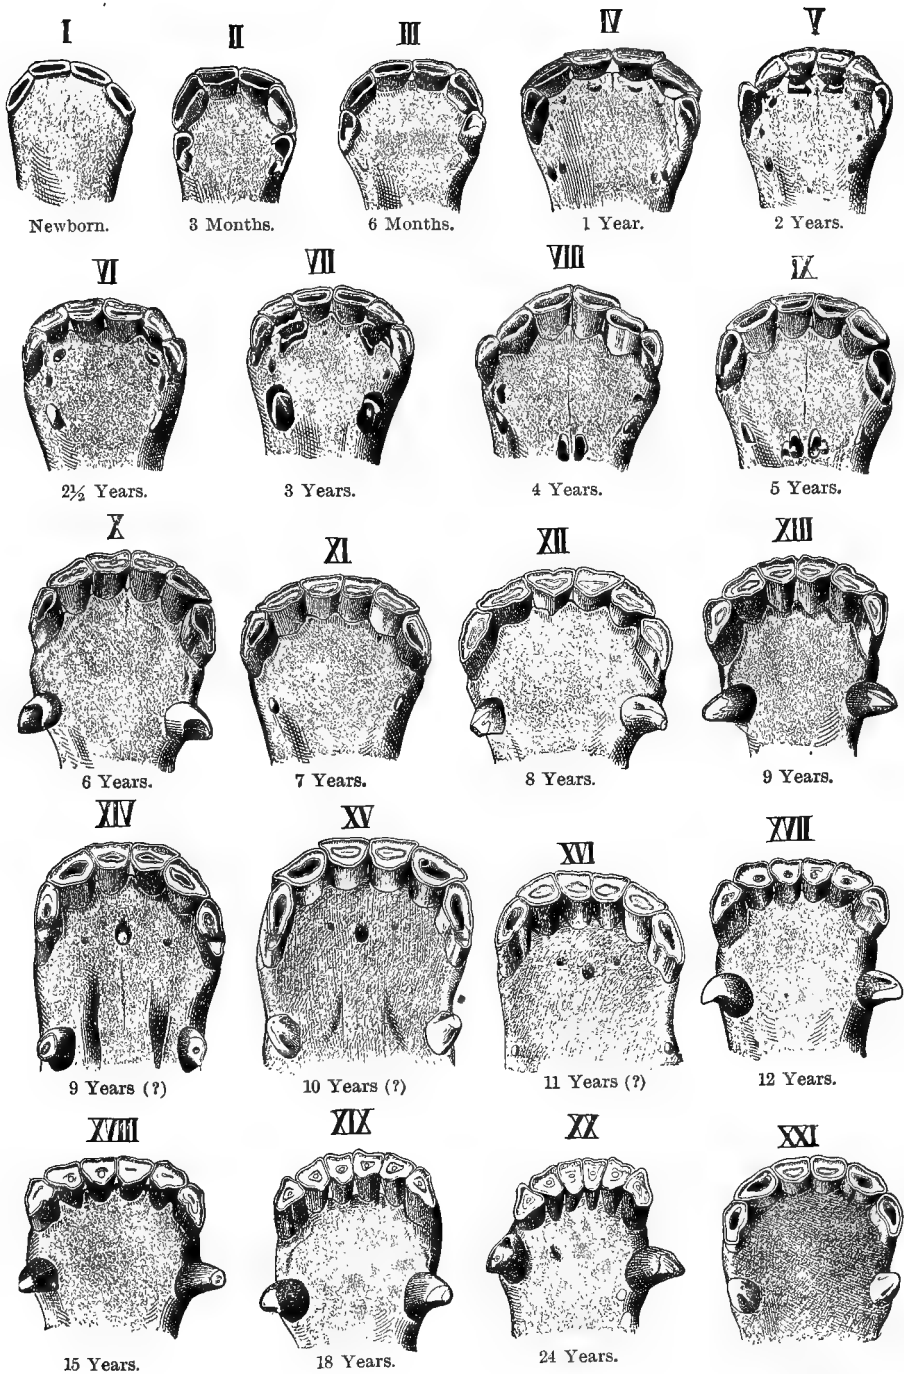 I II III IV V
Newborn. 3 Months. 6 Months. 1 Year. 2 Years.
VI VII VIII IX
2½ Years. 3 Years. 4 Years. 5 Years.
X XI XII XIII
6 Years. 7 Years. 8 Years. 9 Years.
XIV XV XVI XVII
9 Years (?) 10 Years (?) 11 Years (?) 12 Years.
XVIII XIX XX XXI
15 Years. 18 Years. 24 Years.